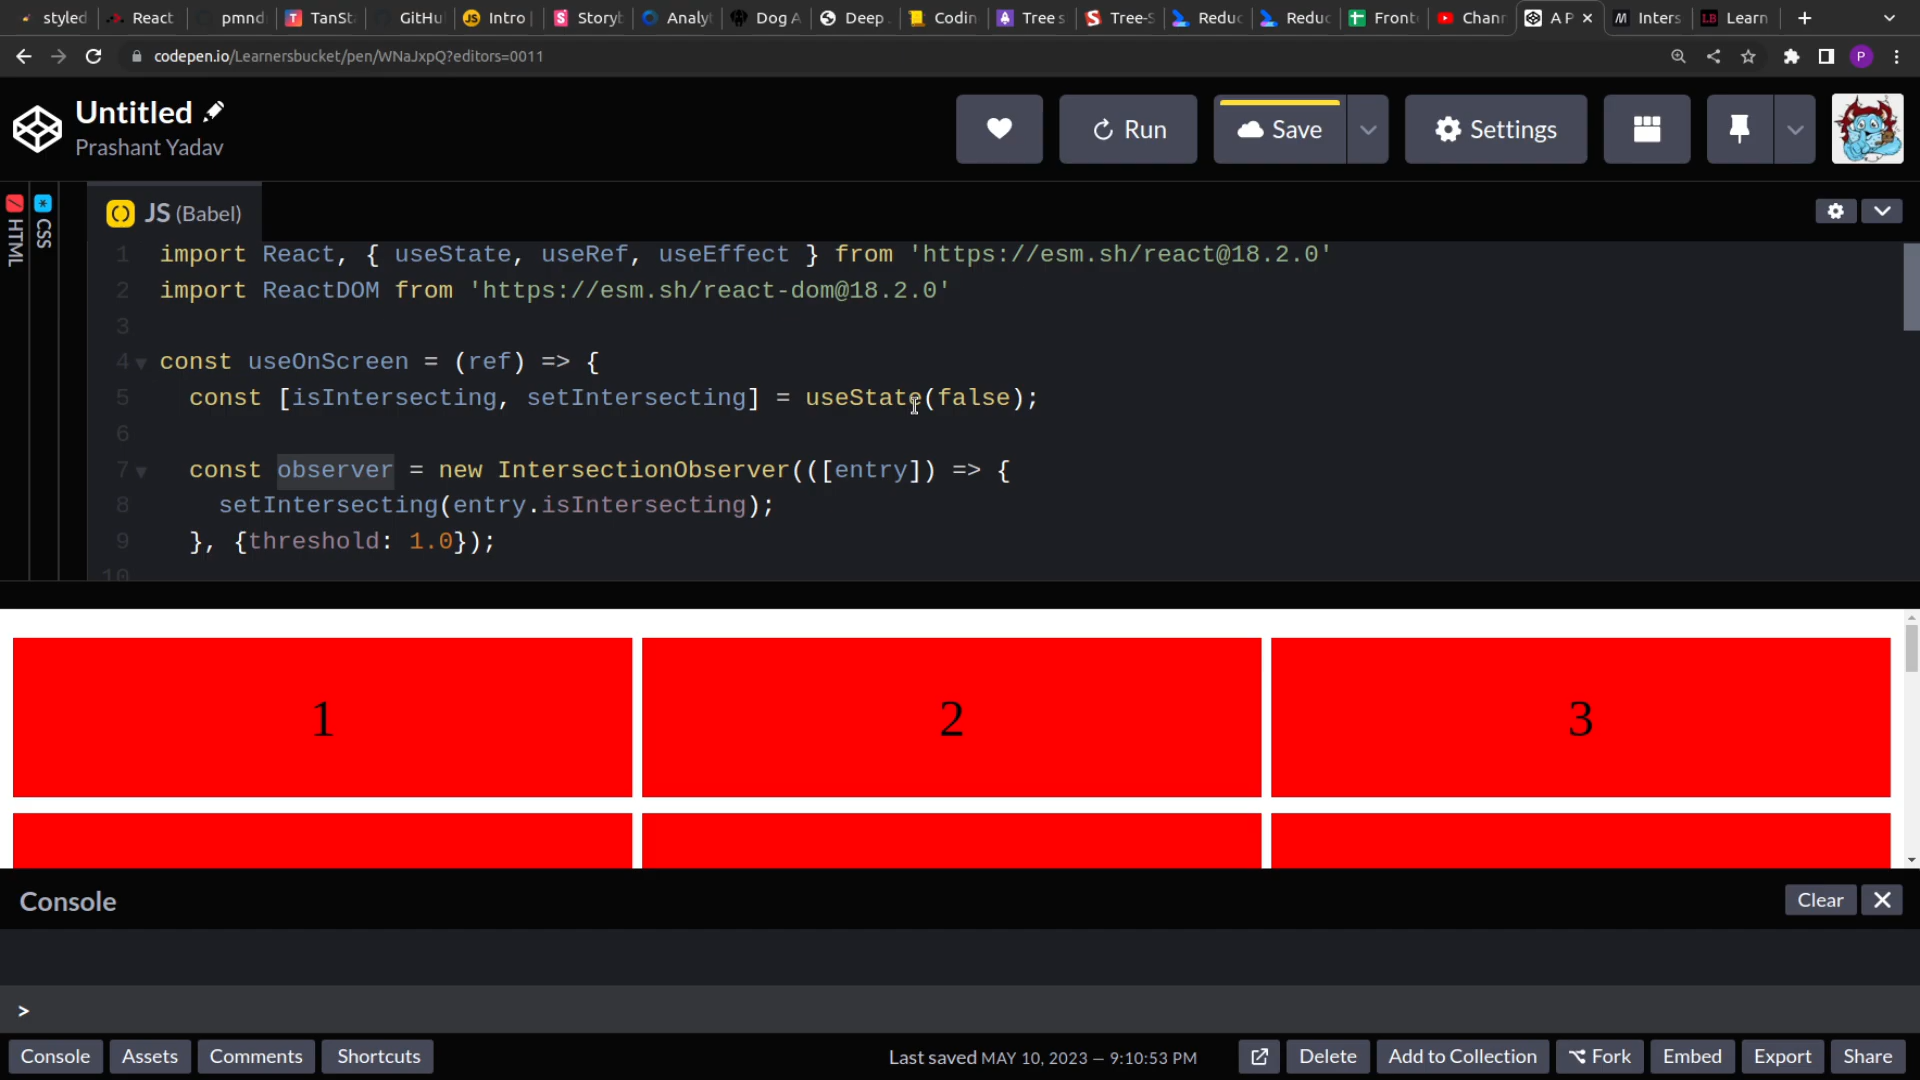 styled React pmnd TanSt GitHu Intro Storyb Analy Dog A Deep Codin Tree s Tree-S Reduc Reduc Front Chann A P Inters Learn
codepen.io/Learnersbucket/pen/WNaJxpQ?editors=0011
P
Untitled
Prashant Yadav
Run Save Settings
HTML
CSS
JS (Babel)
1 import React, { useState, useRef, useEffect } from 'https://esm.sh/react@18.2.0'
2 import ReactDOM from 'https://esm.sh/react-dom@18.2.0'
3
4 const useOnScreen = (ref) => {
5 const [isIntersecting, setIntersecting] = useState(false);
6
7 const observer = new IntersectionObserver(([entry]) => {
8 setIntersecting(entry.isIntersecting);
9 }, {threshold: 1.0});
10
1 2 3
Console Clear
>
Console Assets Comments Shortcuts Last saved MAY 10, 2023 — 9:10:53 PM Delete Add to Collection Fork Embed Export Share